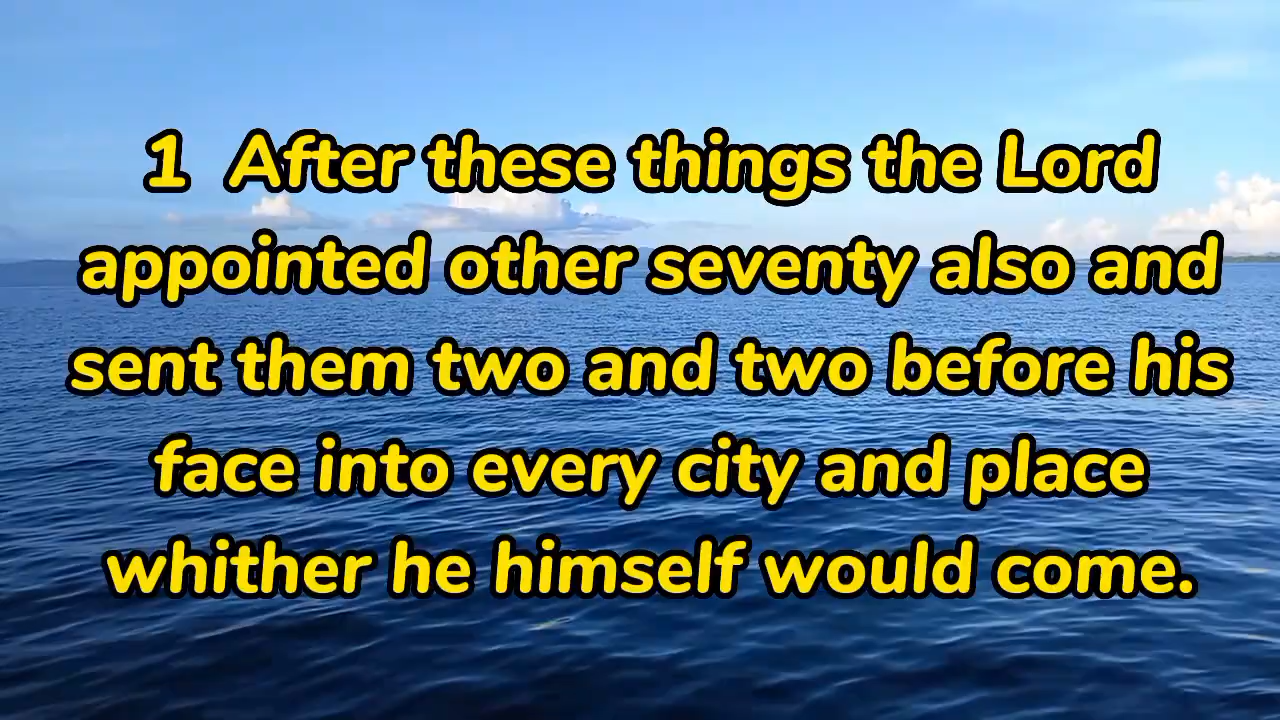 1 After these things the Lord
appointed other seventy also and
sent them two and two before his
face into every city and place
whither he himself would come.